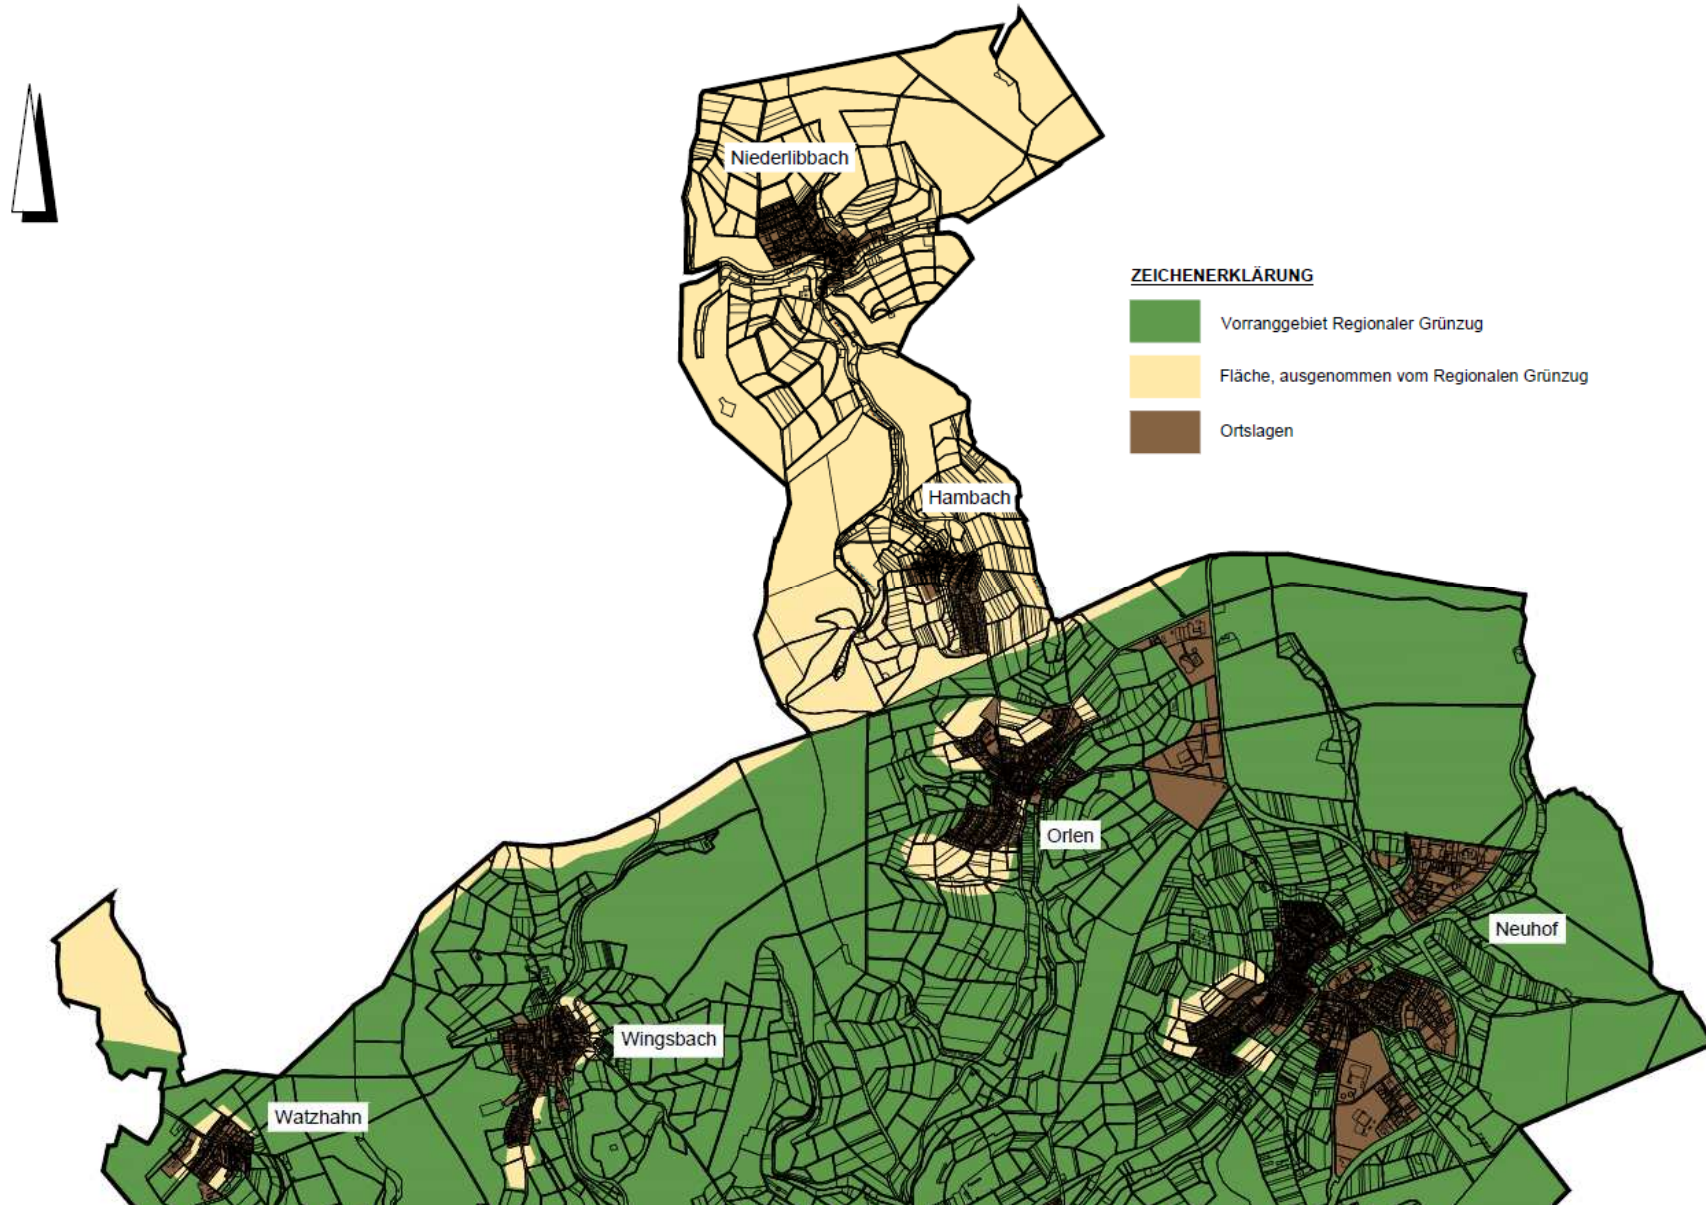 Niederlibbach
ZEICHENERKLÄRUNG
Vorranggebiet Regionaler Grünzug
Fläche, ausgenommen vom Regionalen Grünzug
Ortslagen
Hambach
Orlen
Neuhof
Wingsbach
Watzhahn